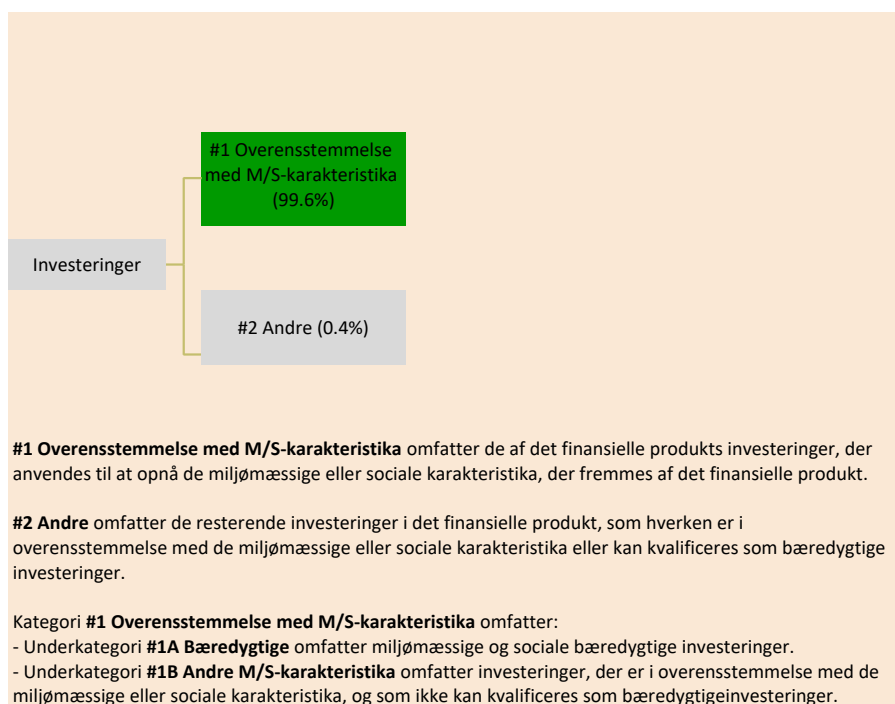 #1 Overensstemmelse
med M/S-karakteristika
(99.6%)
Investeringer
#2 Andre (0.4%)
#1 Overensstemmelse med M/S-karakteristika omfatter de af det finansielle produkts investeringer, der
anvendes til at opnå de miljømæssige eller sociale karakteristika, der fremmes af det finansielle produkt.
#2 Andre omfatter de resterende investeringer i det finansielle produkt, som hverken er i
overensstemmelse med de miljømæssige eller sociale karakteristika eller kan kvalificeres som bæredygtige
investeringer.
Kategori #1 Overensstemmelse med M/S-karakteristika omfatter:
- Underkategori #1A Bæredygtige omfatter miljømæssige og sociale bæredygtige investeringer.
- Underkategori #1B Andre M/S-karakteristika omfatter investeringer, der er i overensstemmelse med de
miljømæssige eller sociale karakteristika, og som ikke kan kvalificeres som bæredygtigeinvesteringer.